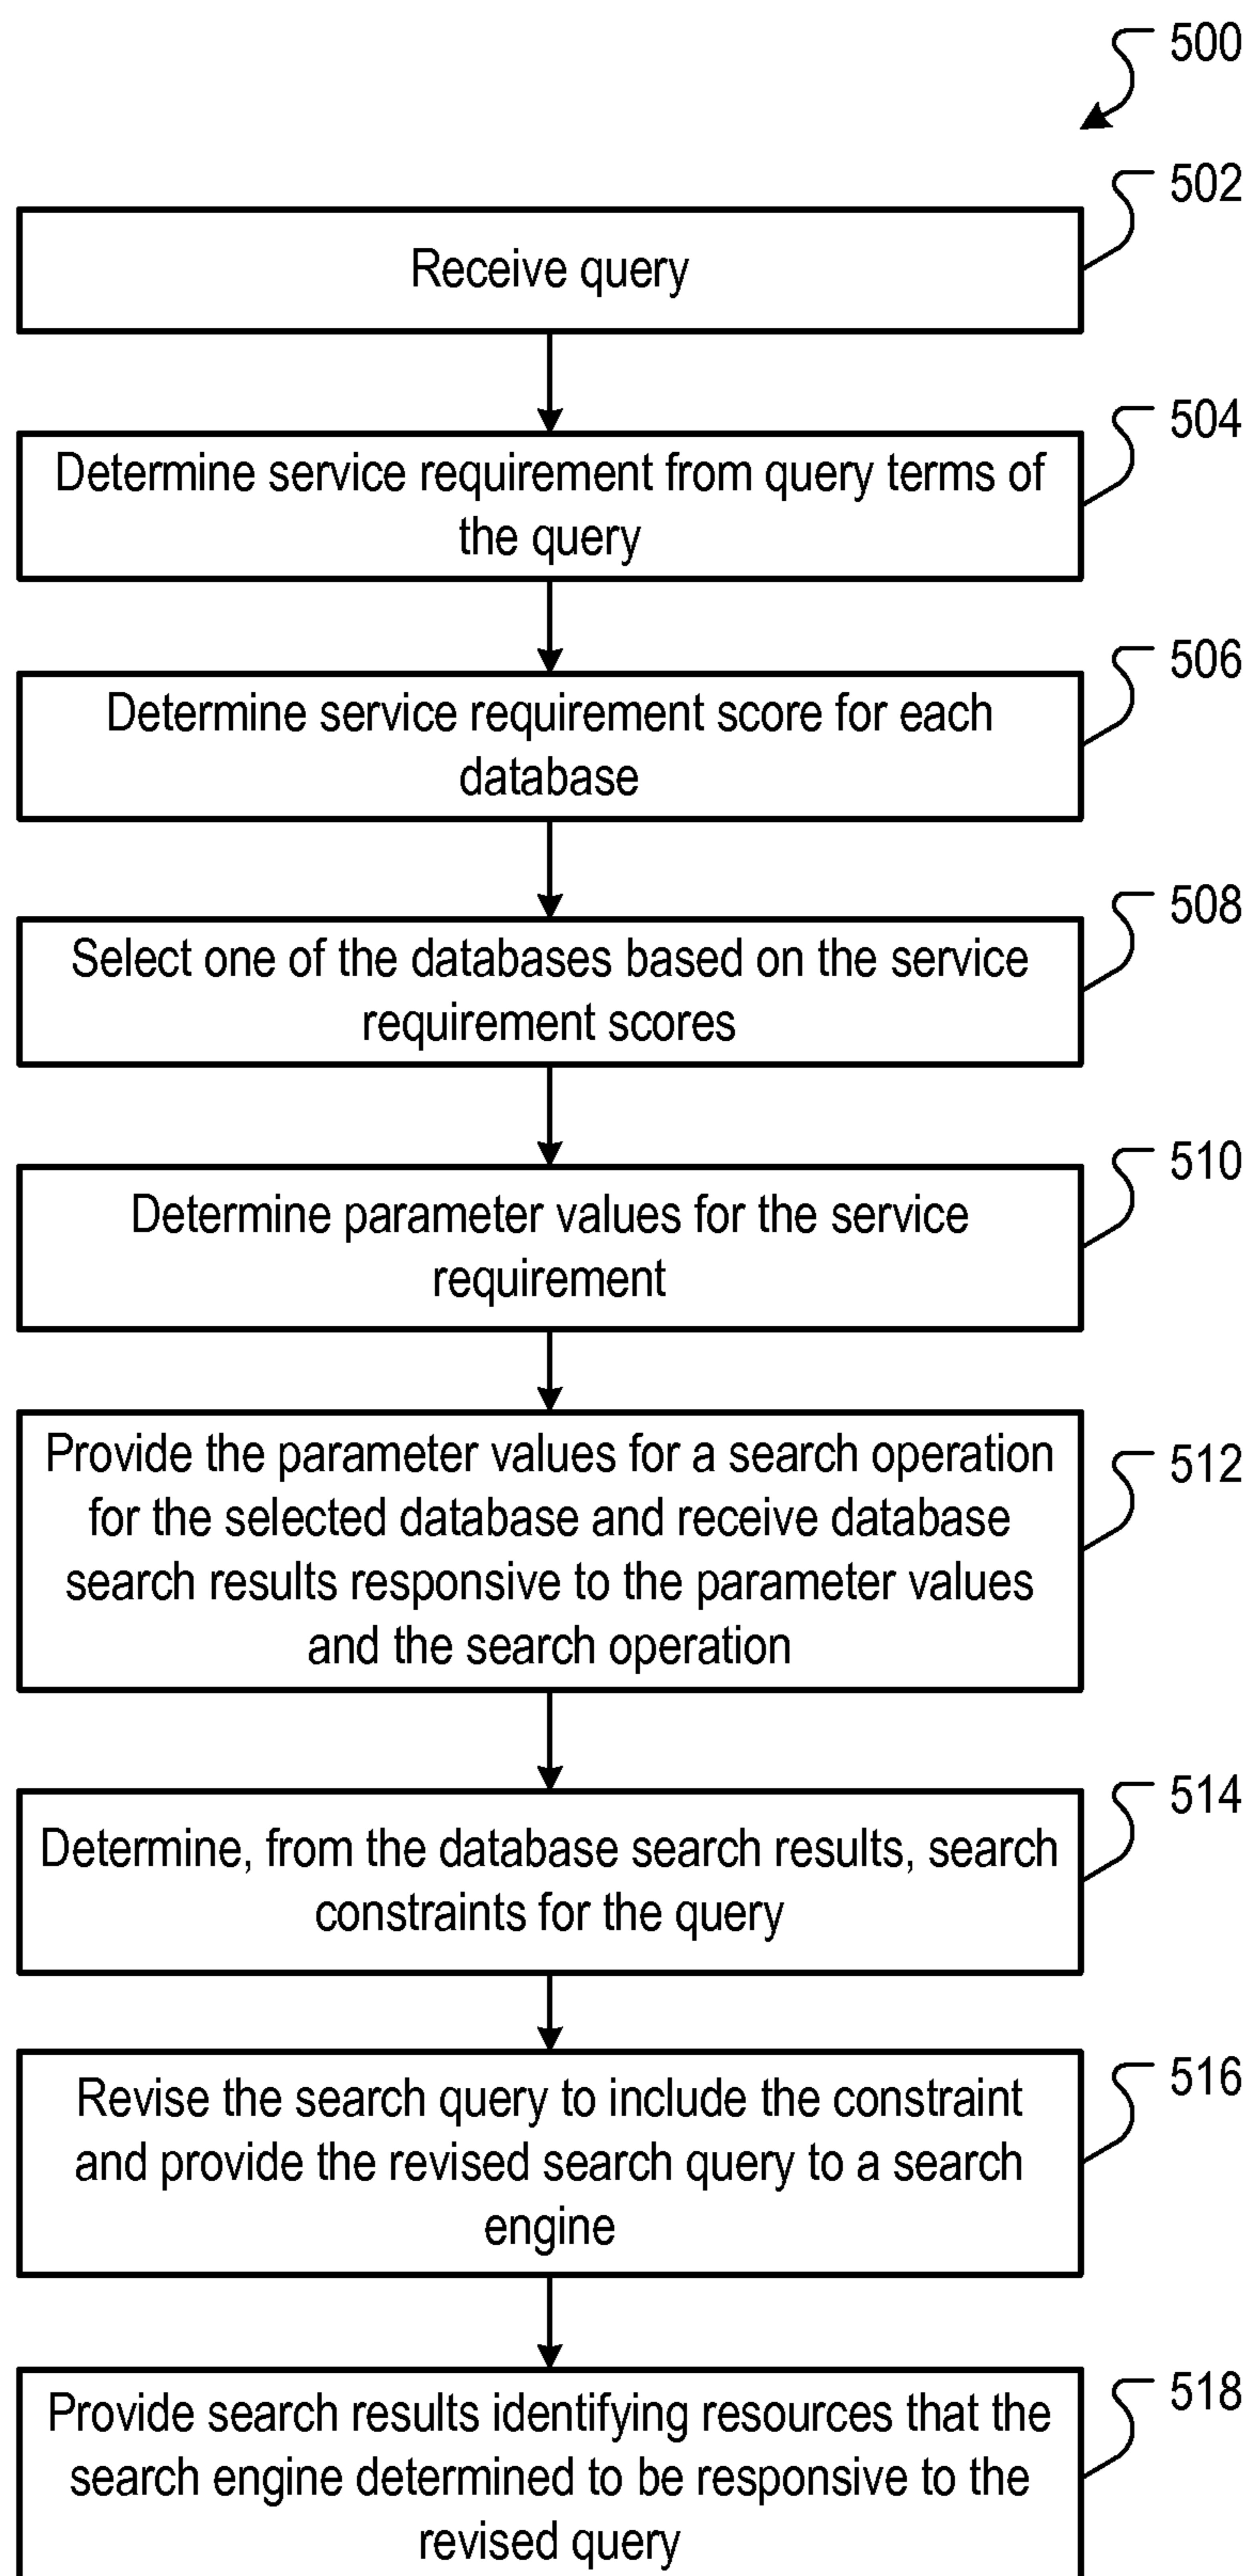 500
502
Receive query
504
Determine service requirement from query terms of
the query
506
Determine service requirement score for each
database
508
Select one of the databases based on the service
requirement scores
510
Determine parameter values for the service
requirement
512
Provide the parameter values for a search operation
for the selected database and receive database
search results responsive to the parameter values
and the search operation
514
Determine, from the database search results, search
constraints for the query
516
Revise the search query to include the constraint
and provide the revised search query to a search
engine
518
Provide search results identifying resources that the
search engine determined to be responsive to the
revised query